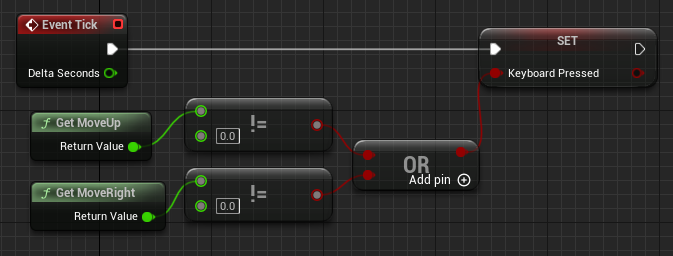 Event Tick
SET
Delta Seconds
Keyboard Pressed
Get MoveUp
!=
Return Value
0.0
OR
Add pin
Get MoveRight
!=
Return Value
0.0